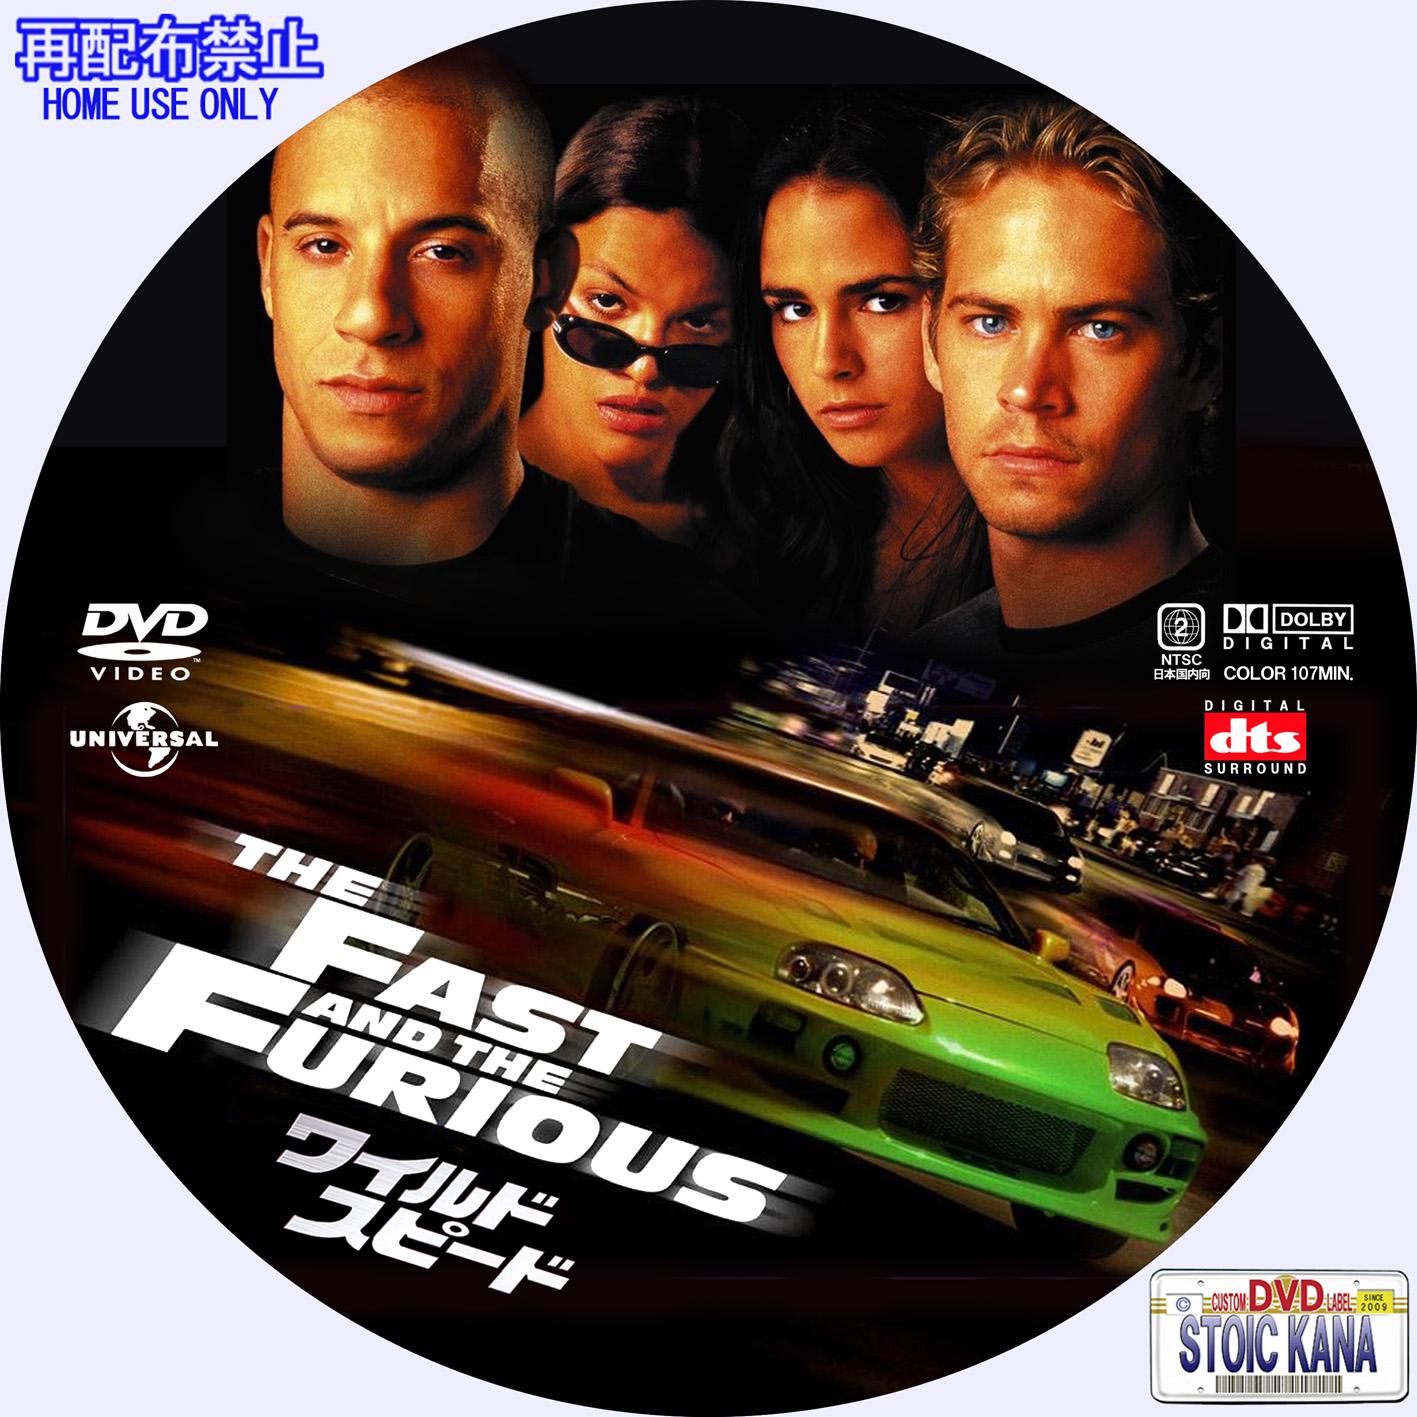 再配布禁止
HOME USE ONLY
DVD
VIDEO
TM
UNIVERSAL
2
NTSC
日本国内向
DOLBY
DIGITAL
COLOR 107MIN.
DIGITAL
dts
SURROUND
THE
FAST
AND THE
FURIOUS
ワイルド
スピード
© CUSTOM DVD LABEL SINCE 2009
STOIC KANA